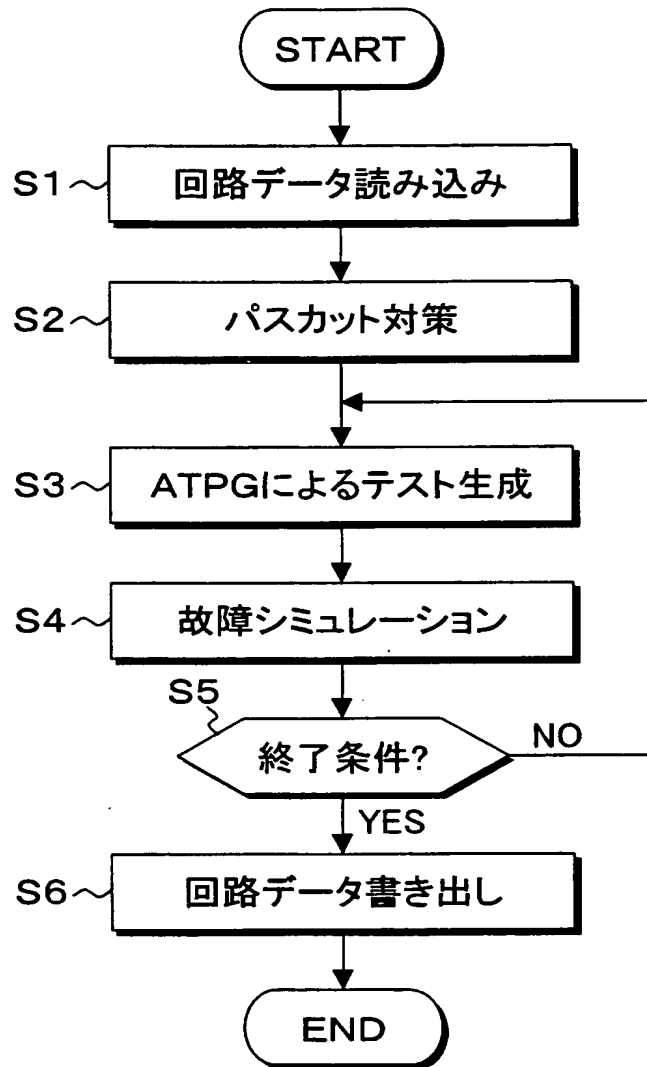 START
S1 回路データ読み込み
S2 パスカット対策
S3 ATPGによるテスト生成
S4 故障シミュレーション
S5
終了条件?
NO
YES
S6 回路データ書き出し
END